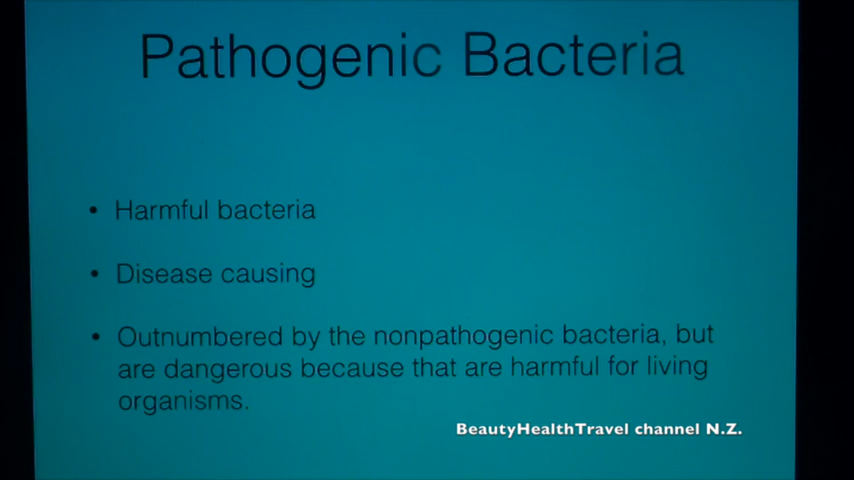 Pathogenic Bacteria
• Harmful bacteria
• Disease causing
• Outnumbered by the nonpathogenic bacteria, but
are dangerous because that are harmful for living
organisms.
BeautyHealthTravel channel N.Z.